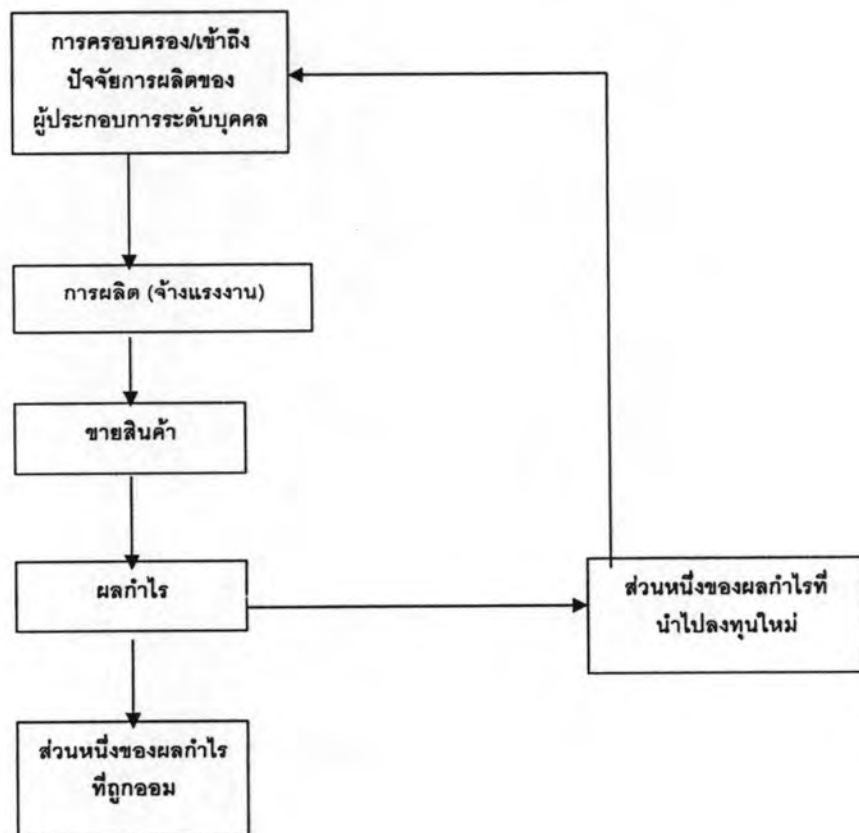 การครอบครอง/เข้าถึง
ปัจจัยการผลิตของ
ผู้ประกอบการระดับบุคคล
การผลิต (จ้างแรงงาน)
ขายสินค้า
ผลกำไร
ส่วนหนึ่งของผลกำไรที่
นำไปลงทุนใหม่
ส่วนหนึ่งของผลกำไร
ที่ถูกออม